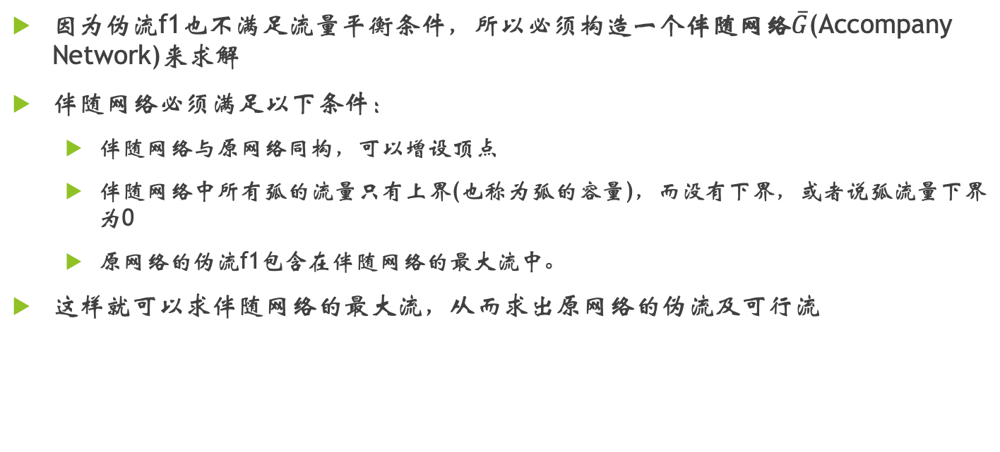 因为伪流f1也不满足流量平衡条件，所以必须构造一个伴随网络Ḡ(Accompany
Network)来求解
伴随网络必须满足以下条件：
伴随网络与原网络同构，可以增设顶点
伴随网络中所有弧的流量只有上界(也称为弧的容量)，而没有下界，或者说弧流量下界
为0
原网络的伪流f1包含在伴随网络的最大流中。
这样就可以求伴随网络的最大流，从而求出原网络的伪流及可行流